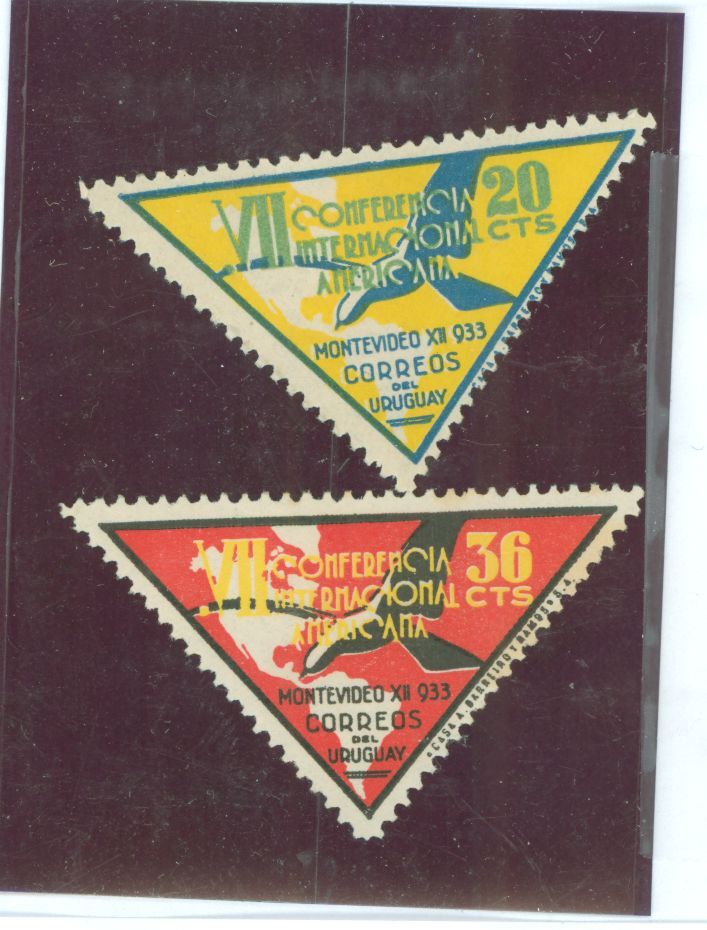 VII CONFERENCIA 20
INTERNACIONAL CTS
AMERICANA
MONTEVIDEO XII 933
CORREOS
DEL
URUGUAY
VII CONFERENCIA 36
INTERNACIONAL CTS
AMERICANA
MONTEVIDEO XII 933
CORREOS
DEL
URUGUAY
CASA A. BARREIRO Y RAMOS S.A.